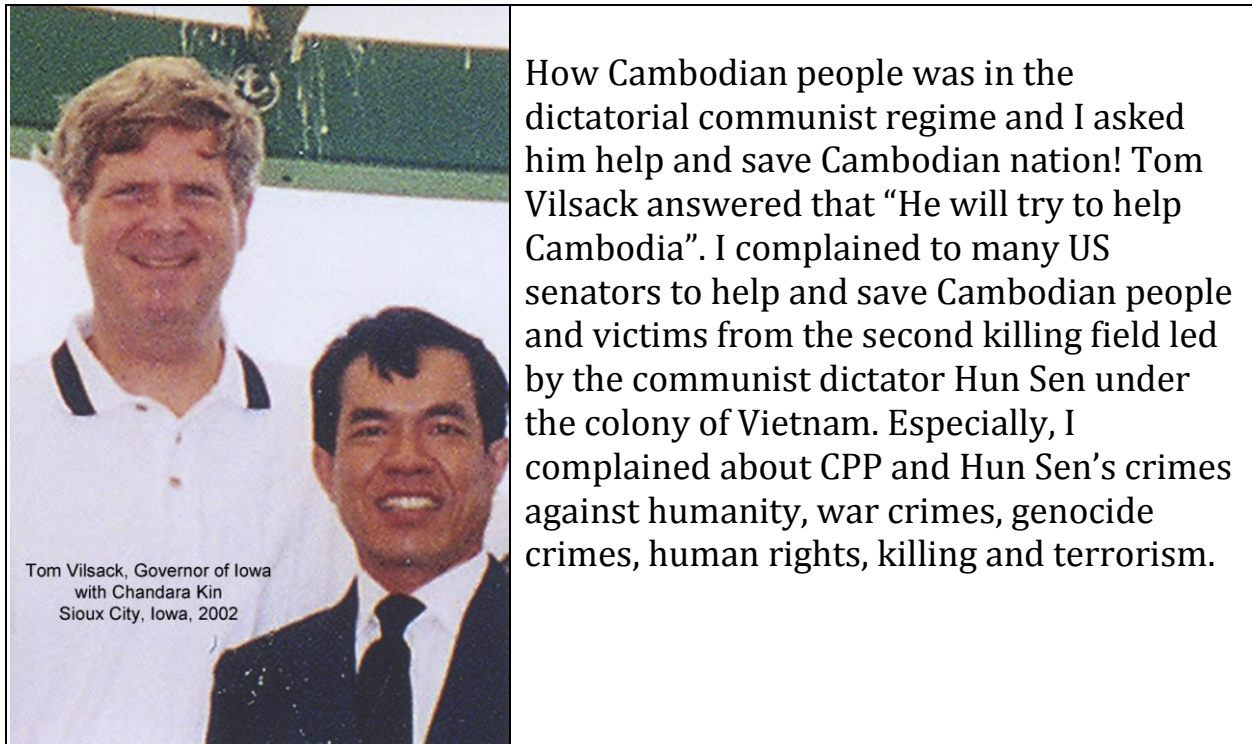 How Cambodian people was in the
dictatorial communist regime and I asked
him help and save Cambodian nation! Tom
Vilsack answered that “He will try to help
Cambodia”. I complained to many US
senators to help and save Cambodian people
and victims from the second killing field led
by the communist dictator Hun Sen under
the colony of Vietnam. Especially, I
complained about CPP and Hun Sen’s crimes
against humanity, war crimes, genocide
crimes, human rights, killing and terrorism.
Tom Vilsack, Governor of Iowa
with Chandara Kin
Sioux City, Iowa, 2002